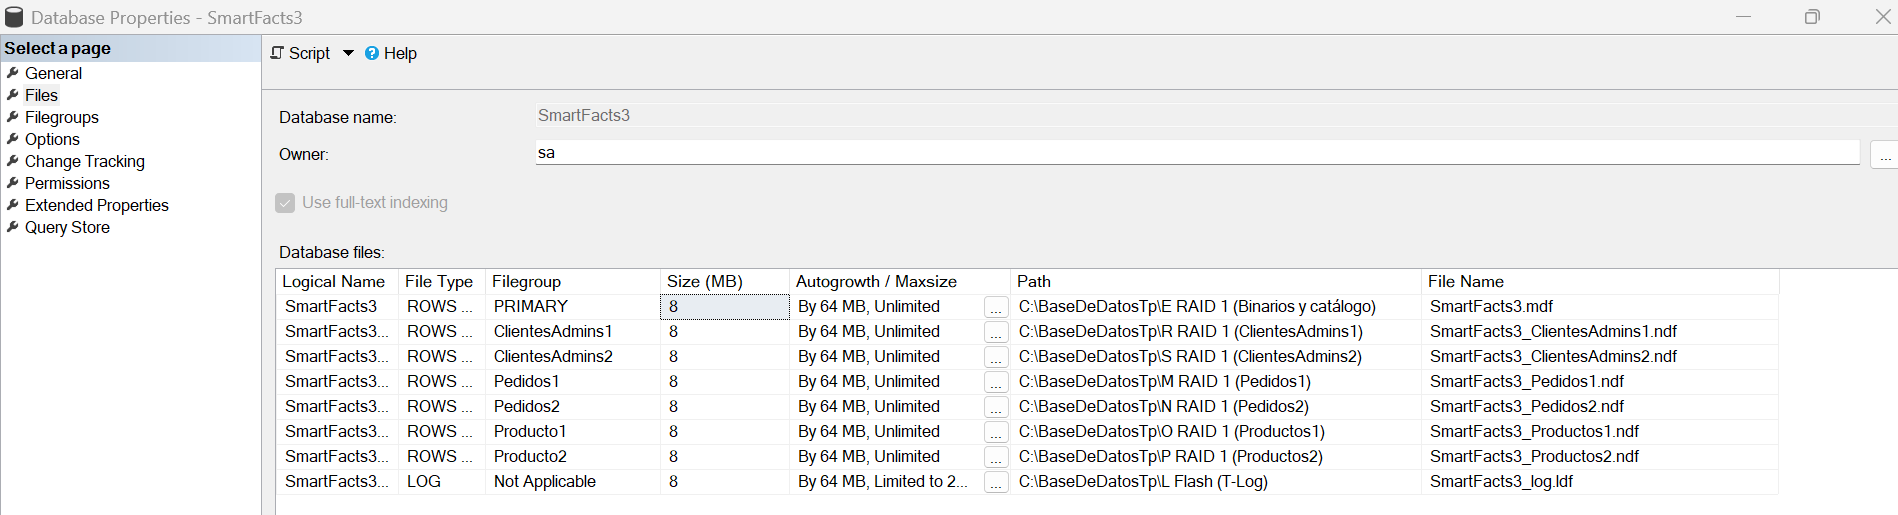 Database Properties - SmartFacts3
Select a page
General
Files
Filegroups
Options
Change Tracking
Permissions
Extended Properties
Query Store
Script Help
Database name: SmartFacts3
Owner: sa ...
Use full-text indexing
Database files:
Logical Name File Type Filegroup Size (MB) Autogrowth / Maxsize Path File Name
SmartFacts3 ROWS ... PRIMARY 8 By 64 MB, Unlimited ... C:\BaseDeDatosTp\E RAID 1 (Binarios y catálogo) SmartFacts3.mdf
SmartFacts3... ROWS ... ClientesAdmins1 8 By 64 MB, Unlimited ... C:\BaseDeDatosTp\R RAID 1 (ClientesAdmins1) SmartFacts3_ClientesAdmins1.ndf
SmartFacts3... ROWS ... ClientesAdmins2 8 By 64 MB, Unlimited ... C:\BaseDeDatosTp\S RAID 1 (ClientesAdmins2) SmartFacts3_ClientesAdmins2.ndf
SmartFacts3... ROWS ... Pedidos1 8 By 64 MB, Unlimited ... C:\BaseDeDatosTp\M RAID 1 (Pedidos1) SmartFacts3_Pedidos1.ndf
SmartFacts3... ROWS ... Pedidos2 8 By 64 MB, Unlimited ... C:\BaseDeDatosTp\N RAID 1 (Pedidos2) SmartFacts3_Pedidos2.ndf
SmartFacts3... ROWS ... Producto1 8 By 64 MB, Unlimited ... C:\BaseDeDatosTp\O RAID 1 (Productos1) SmartFacts3_Productos1.ndf
SmartFacts3... ROWS ... Producto2 8 By 64 MB, Unlimited ... C:\BaseDeDatosTp\P RAID 1 (Productos2) SmartFacts3_Productos2.ndf
SmartFacts3... LOG Not Applicable 8 By 64 MB, Limited to 2... ... C:\BaseDeDatosTp\L Flash (T-Log) SmartFacts3_log.ldf